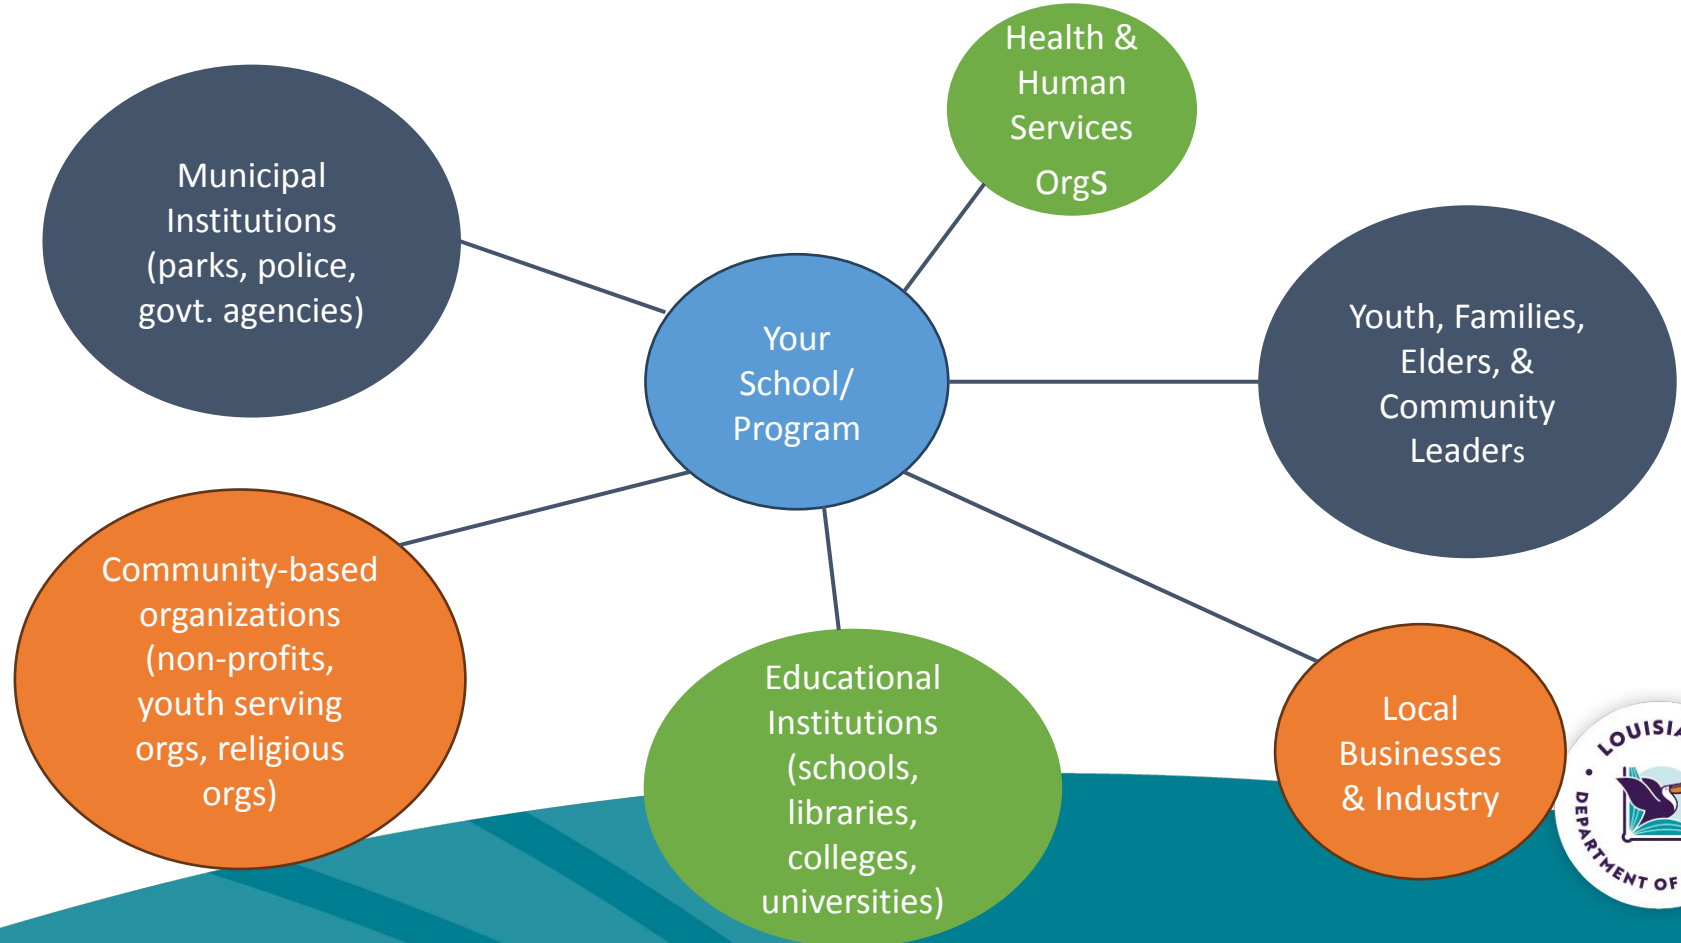 Health &
Human
Services
OrgS
Municipal
Institutions
(parks, police,
govt. agencies)
Your
School/
Program
Youth, Families,
Elders, &
Community
Leaders
Community-based
organizations
(non-profits,
youth serving
orgs, religious
orgs)
Educational
Institutions
(schools,
libraries,
colleges,
universities)
Local
Businesses
& Industry
DEPARTMENT OF